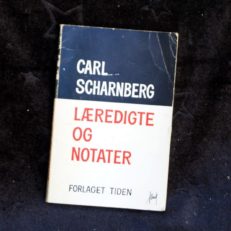 CARL
SCHARNBERG
LÆREDIGTE
OG
NOTATER
FORLAGET TIDEN